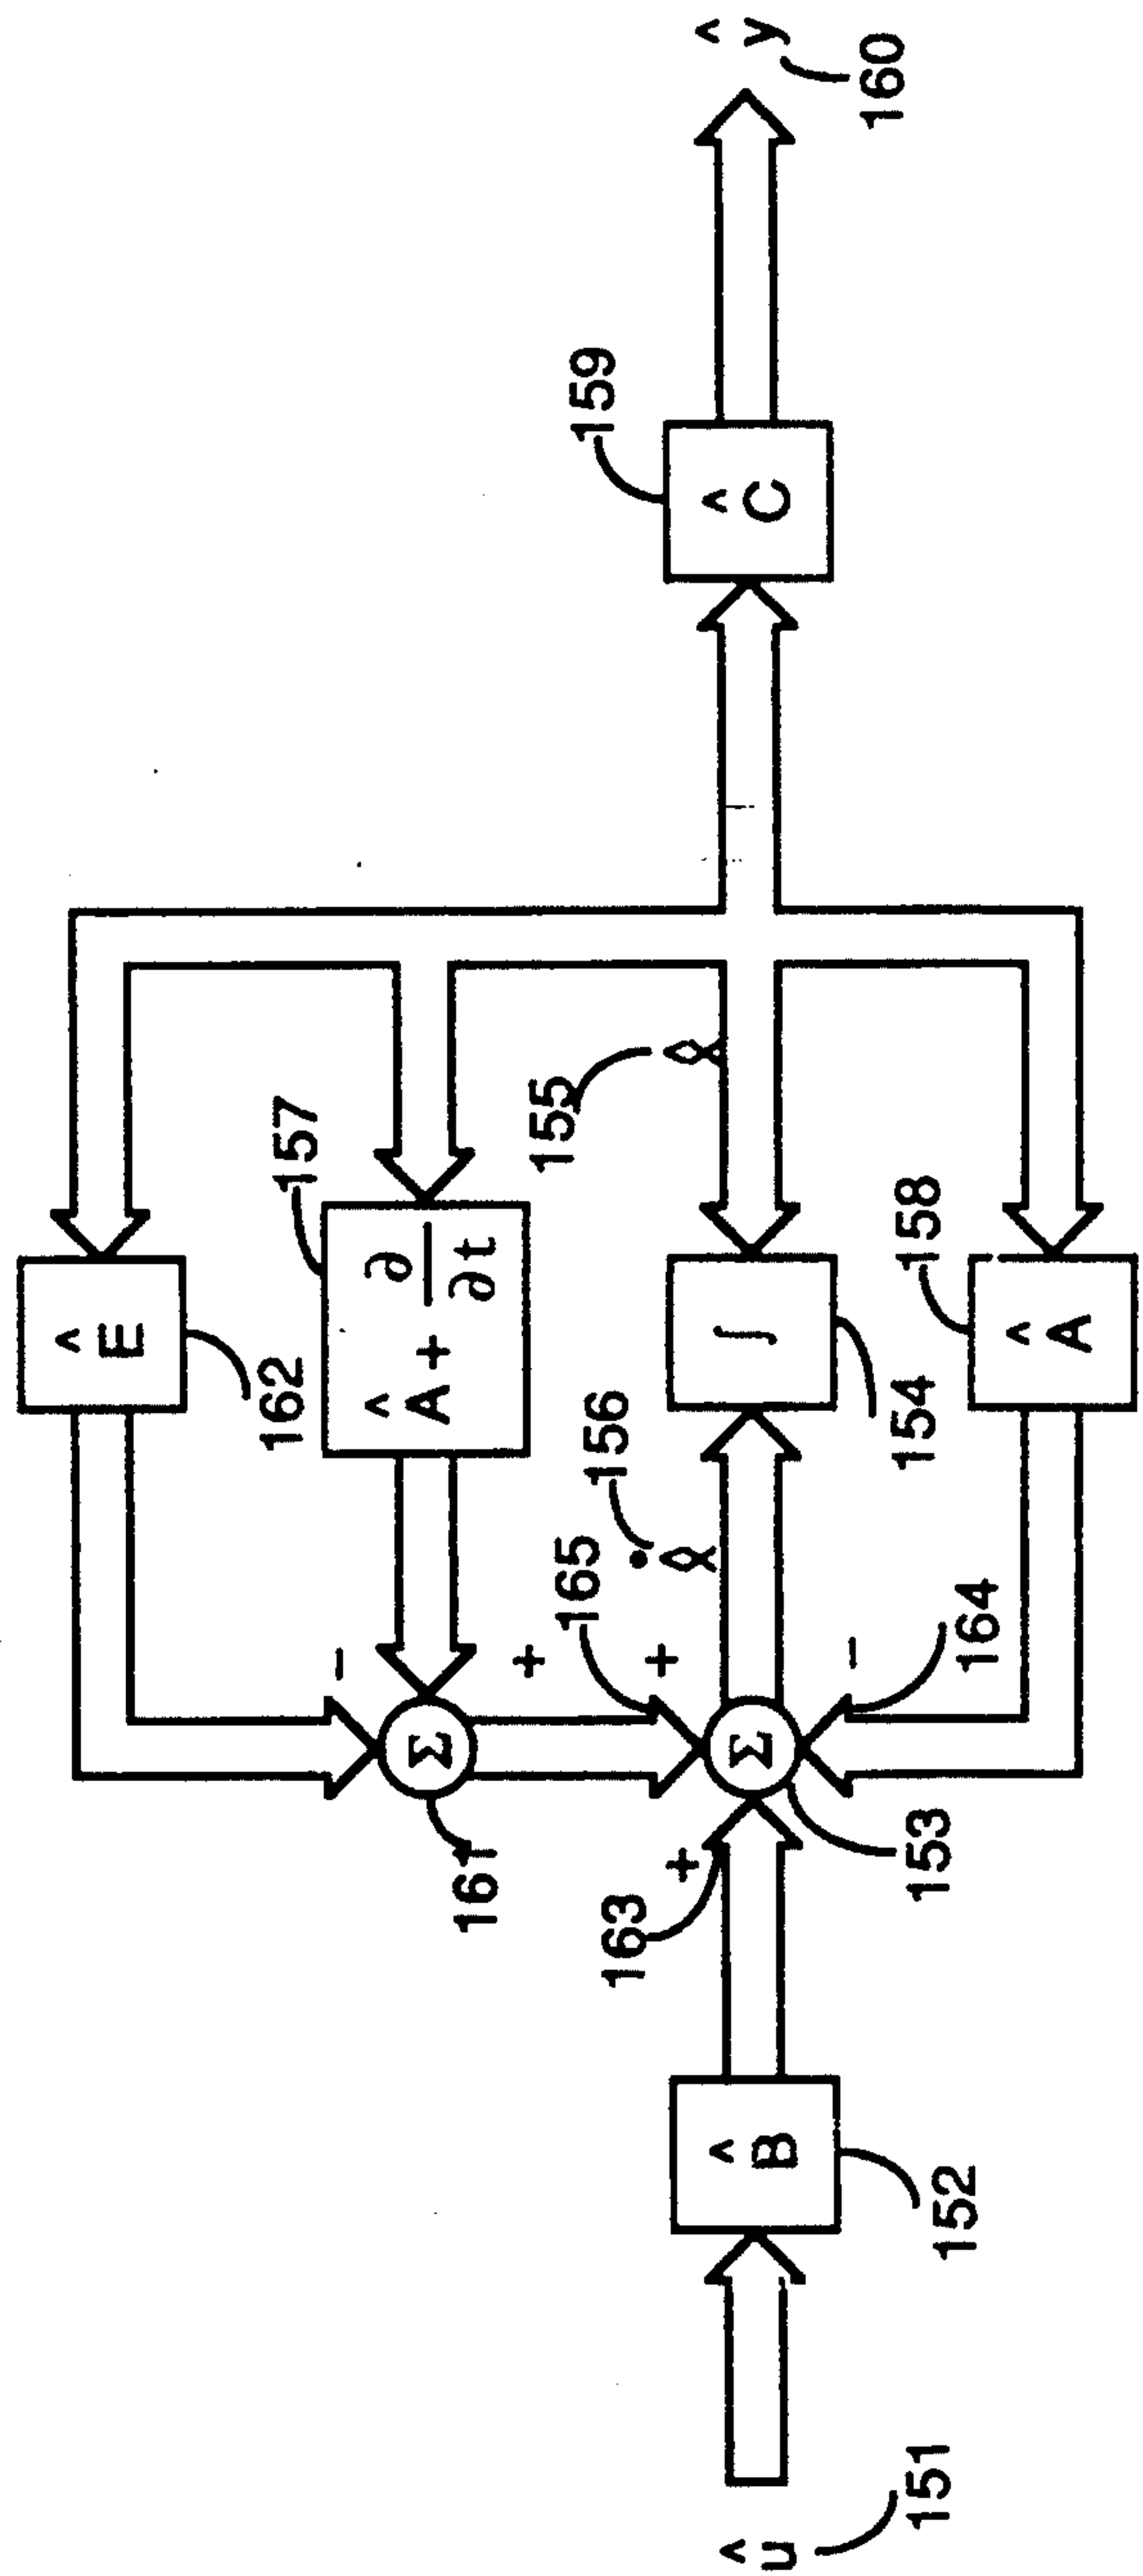 Ê
162
157
Â + ∂/∂t
−
Σ
161
+
165
+
156
x̂̇
155
x̂
159
163
+
û
151
B̂
152
Σ
153
∫
154
Ĉ
ŷ
160
−
164
158
Â